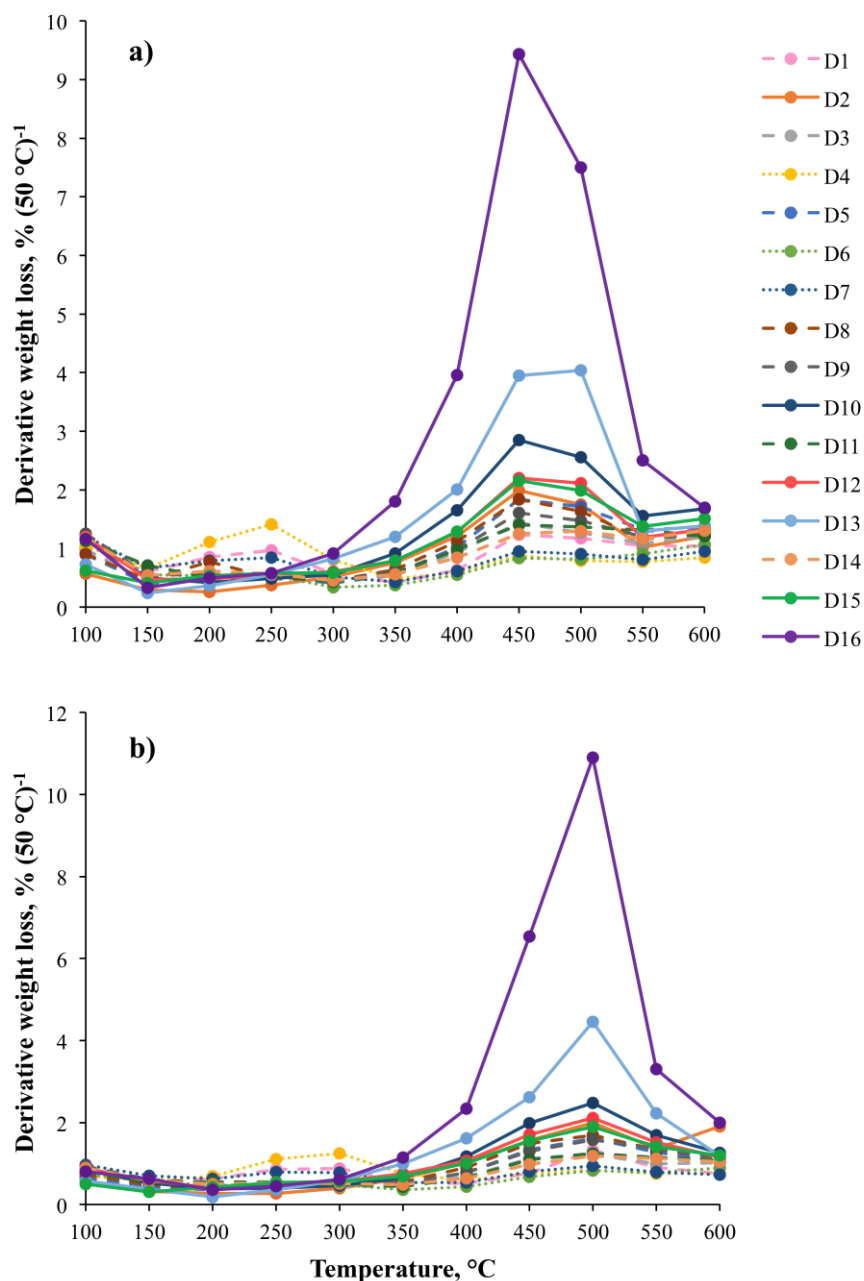 a)
Derivative weight loss, % (50 °C)⁻¹
10
9
8
7
6
5
4
3
2
1
0
100 150 200 250 300 350 400 450 500 550 600
D1
D2
D3
D4
D5
D6
D7
D8
D9
D10
D11
D12
D13
D14
D15
D16
b)
Derivative weight loss, % (50 °C)⁻¹
12
10
8
6
4
2
0
100 150 200 250 300 350 400 450 500 550 600
Temperature, °C